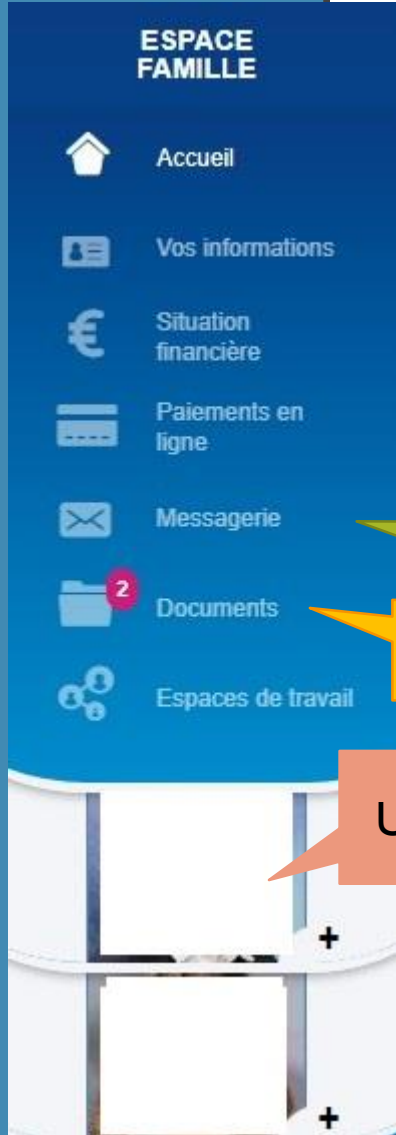 ESPACE
FAMILLE
Accueil
Vos informations
Situation
financière
Paiements en
ligne
Messagerie
2
Documents
Espaces de travail
U
+
+